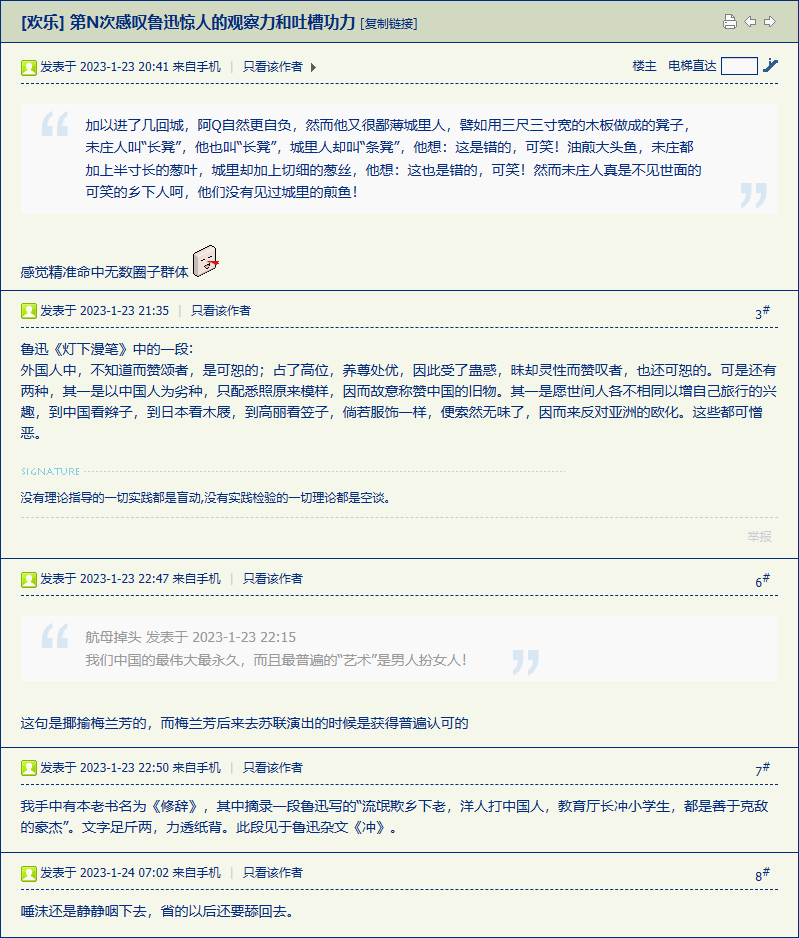 [欢乐] 第N次感叹鲁迅惊人的观察力和吐槽功力 [复制链接]
发表于 2023-1-23 20:41 来自手机 | 只看该作者
楼主 电梯直达
加以进了几回城，阿Q自然更自负，然而他又很鄙薄城里人，譬如用三尺三寸宽的木板做成的凳子，
未庄人叫“长凳”，他也叫“长凳”，城里人却叫“条凳”，他想：这是错的，可笑！油煎大头鱼，未庄都
加上半寸长的葱叶，城里却加上切细的葱丝，他想：这也是错的，可笑！然而未庄人真是不见世面的
可笑的乡下人呵，他们没有见过城里的煎鱼！
感觉精准命中无数圈子群体
发表于 2023-1-23 21:35 | 只看该作者
3#
鲁迅《灯下漫笔》中的一段：
外国人中，不知道而赞颂者，是可恕的；占了高位，养尊处优，因此受了蛊惑，昧却灵性而赞叹者，也还可恕的。可是还有
两种，其一是以中国人为劣种，只配悉照原来模样，因而故意称赞中国的旧物。其一是愿世间人各不相同以增自己旅行的兴
趣，到中国看辫子，到日本看木屐，到高丽看笠子，倘若服饰一样，便索然无味了，因而来反对亚洲的欧化。这些都可憎
恶。
SIGNATURE
没有理论指导的一切实践都是盲动,没有实践检验的一切理论都是空谈。
举报
发表于 2023-1-23 22:47 来自手机 | 只看该作者
6#
航母掉头 发表于 2023-1-23 22:15
我们中国的最伟大最永久，而且最普遍的“艺术”是男人扮女人！
这句是揶揄梅兰芳的，而梅兰芳后来去苏联演出的时候是获得普遍认可的
发表于 2023-1-23 22:50 来自手机 | 只看该作者
7#
我手中有本老书名为《修辞》，其中摘录一段鲁迅写的“流氓欺乡下老，洋人打中国人，教育厅长冲小学生，都是善于克敌
的豪杰”。文字足斤两，力透纸背。此段见于鲁迅杂文《冲》。
发表于 2023-1-24 07:02 来自手机 | 只看该作者
8#
唾沫还是静静咽下去，省的以后还要舔回去。